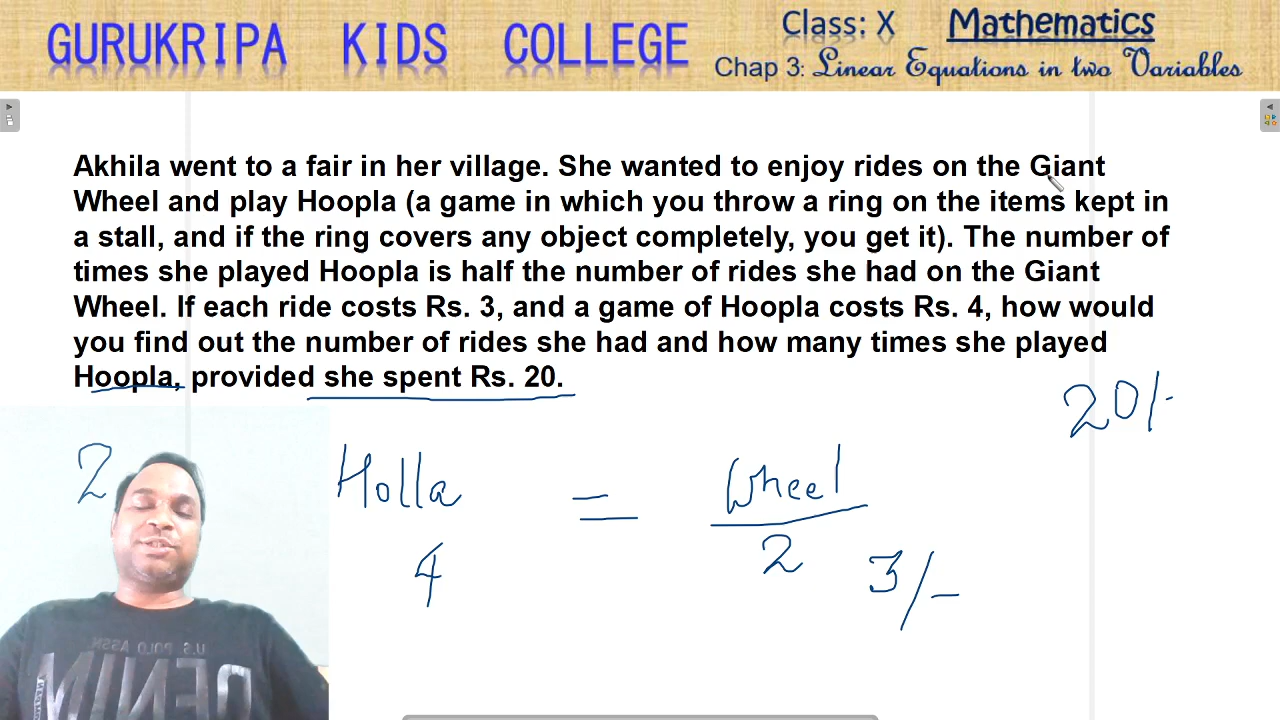 GURUKRIPA KIDS COLLEGE
Class: X Mathematics
Chap 3: Linear Equations in two Variables
Akhila went to a fair in her village. She wanted to enjoy rides on the Giant
Wheel and play Hoopla (a game in which you throw a ring on the items kept in
a stall, and if the ring covers any object completely, you get it). The number of
times she played Hoopla is half the number of rides she had on the Giant
Wheel. If each ride costs Rs. 3, and a game of Hoopla costs Rs. 4, how would
you find out the number of rides she had and how many times she played
Hoopla, provided she spent Rs. 20.
20/-
2 Holla = Wheel
4 2 3/-
U.S. POLO ASSN
DENIM